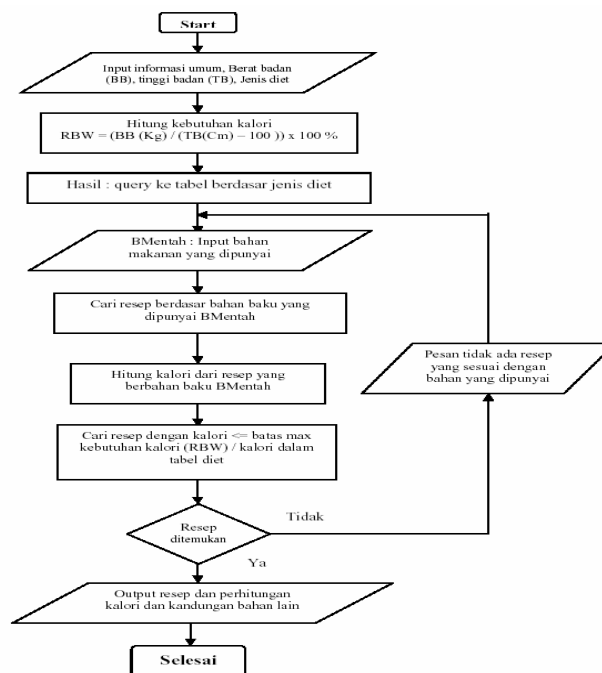 Start
Input informasi umum, Berat badan
(BB), tinggi badan (TB), Jenis diet
Hitung kebutuhan kalori
RBW = (BB (Kg) / (TB(Cm) – 100 )) x 100 %
Hasil : query ke tabel berdasar jenis diet
BMentah : Input bahan
makanan yang dipunyai
Cari resep berdasar bahan baku yang
dipunyai BMentah
Hitung kalori dari resep yang
berbahan baku BMentah
Pesan tidak ada resep
yang sesuai dengan
bahan yang dipunyai
Cari resep dengan kalori <= batas max
kebutuhan kalori (RBW) / kalori dalam
tabel diet
Resep
ditemukan
Tidak
Ya
Output resep dan perhitungan
kalori dan kandungan bahan lain
Selesai